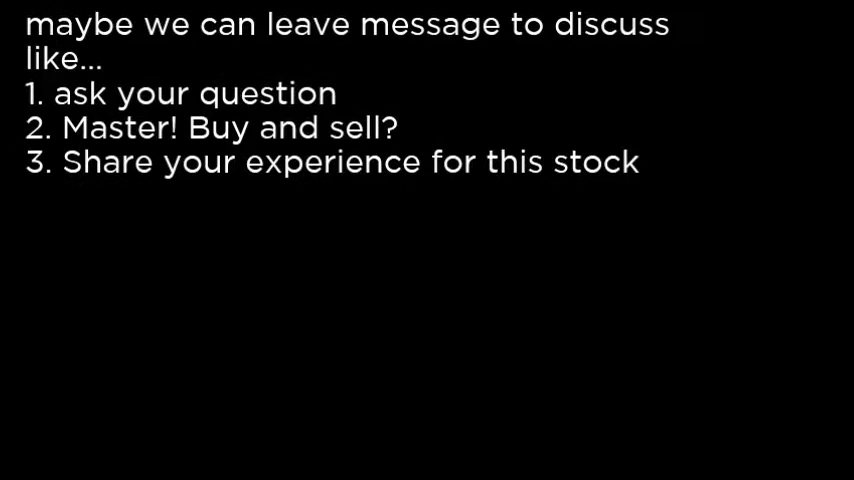 maybe we can leave message to discuss
like...
1. ask your question
2. Master! Buy and sell?
3. Share your experience for this stock